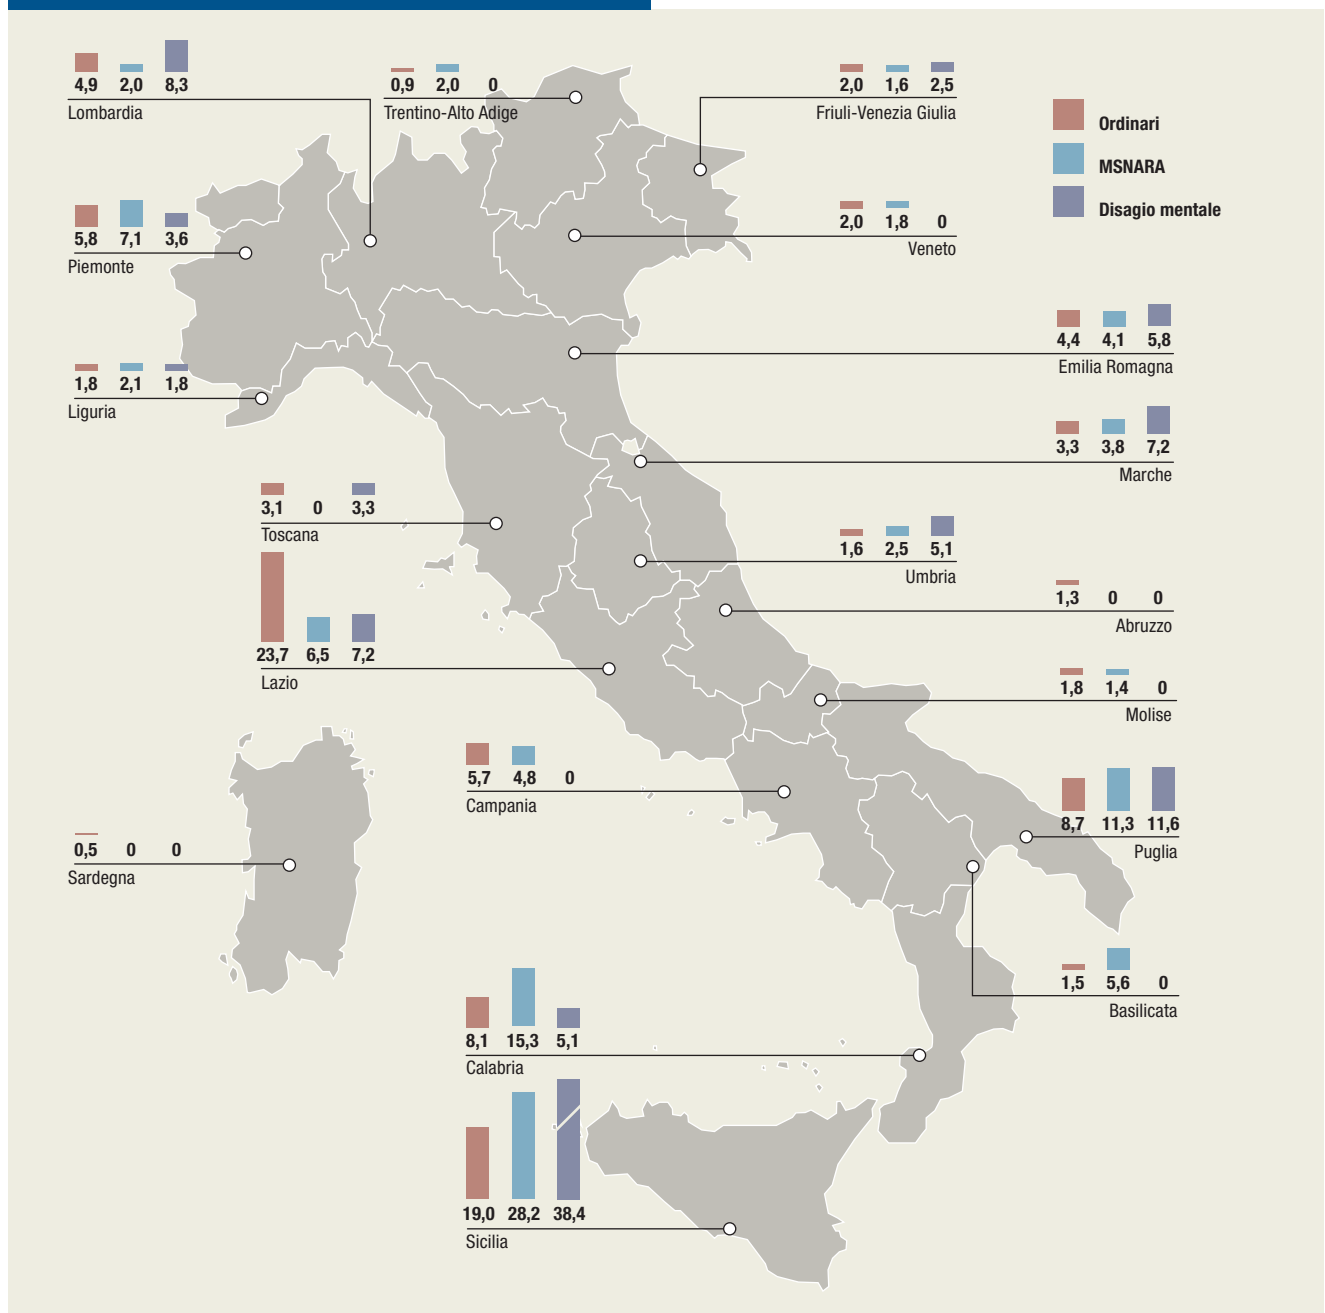 4,9 2,0 8,3
Lombardia
0,9 2,0 0
Trentino-Alto Adige
2,0 1,6 2,5
Friuli-Venezia Giulia
Ordinari
MSNARA
Disagio mentale
5,8 7,1 3,6
Piemonte
2,0 1,8 0
Veneto
4,4 4,1 5,8
Emilia Romagna
1,8 2,1 1,8
Liguria
3,3 3,8 7,2
Marche
3,1 0 3,3
Toscana
1,6 2,5 5,1
Umbria
1,3 0 0
Abruzzo
23,7 6,5 7,2
Lazio
1,8 1,4 0
Molise
5,7 4,8 0
Campania
8,7 11,3 11,6
Puglia
0,5 0 0
Sardegna
1,5 5,6 0
Basilicata
8,1 15,3 5,1
Calabria
19,0 28,2 38,4
Sicilia